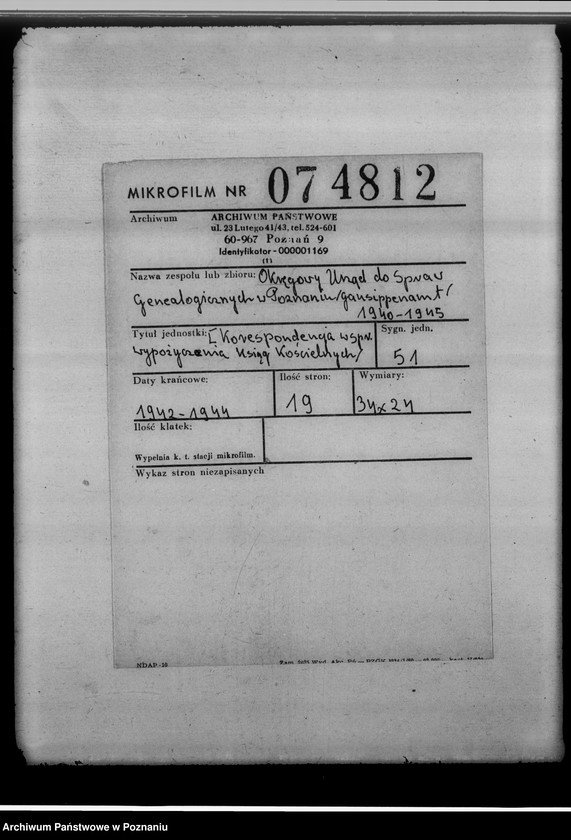 MIKROFILM NR 074812
Archiwum
ARCHIWUM PAŃSTWOWE
ul. 23 Lutego 41/43, tel. 524-601
60-967 Poznań 9
Identyfikator - 000001169
(1)
Nazwa zespołu lub zbioru: Okręgowy Urząd do Spraw
Genealogicznych w Poznaniu /Gausippenamt/
1940-1945
Tytuł jednostki: [Korespondencja w spr.
wypożyczenia Ksiąg Kościelnych/
Sygn. jedn.
51
Daty krańcowe:
1942-1944
Ilość stron:
19
Wymiary:
34x24
Ilość klatek:
Wypełnia k. t. stacji mikrofilm.
Wykaz stron niezapisanych
NDAP-10
Archiwum Państwowe w Poznaniu